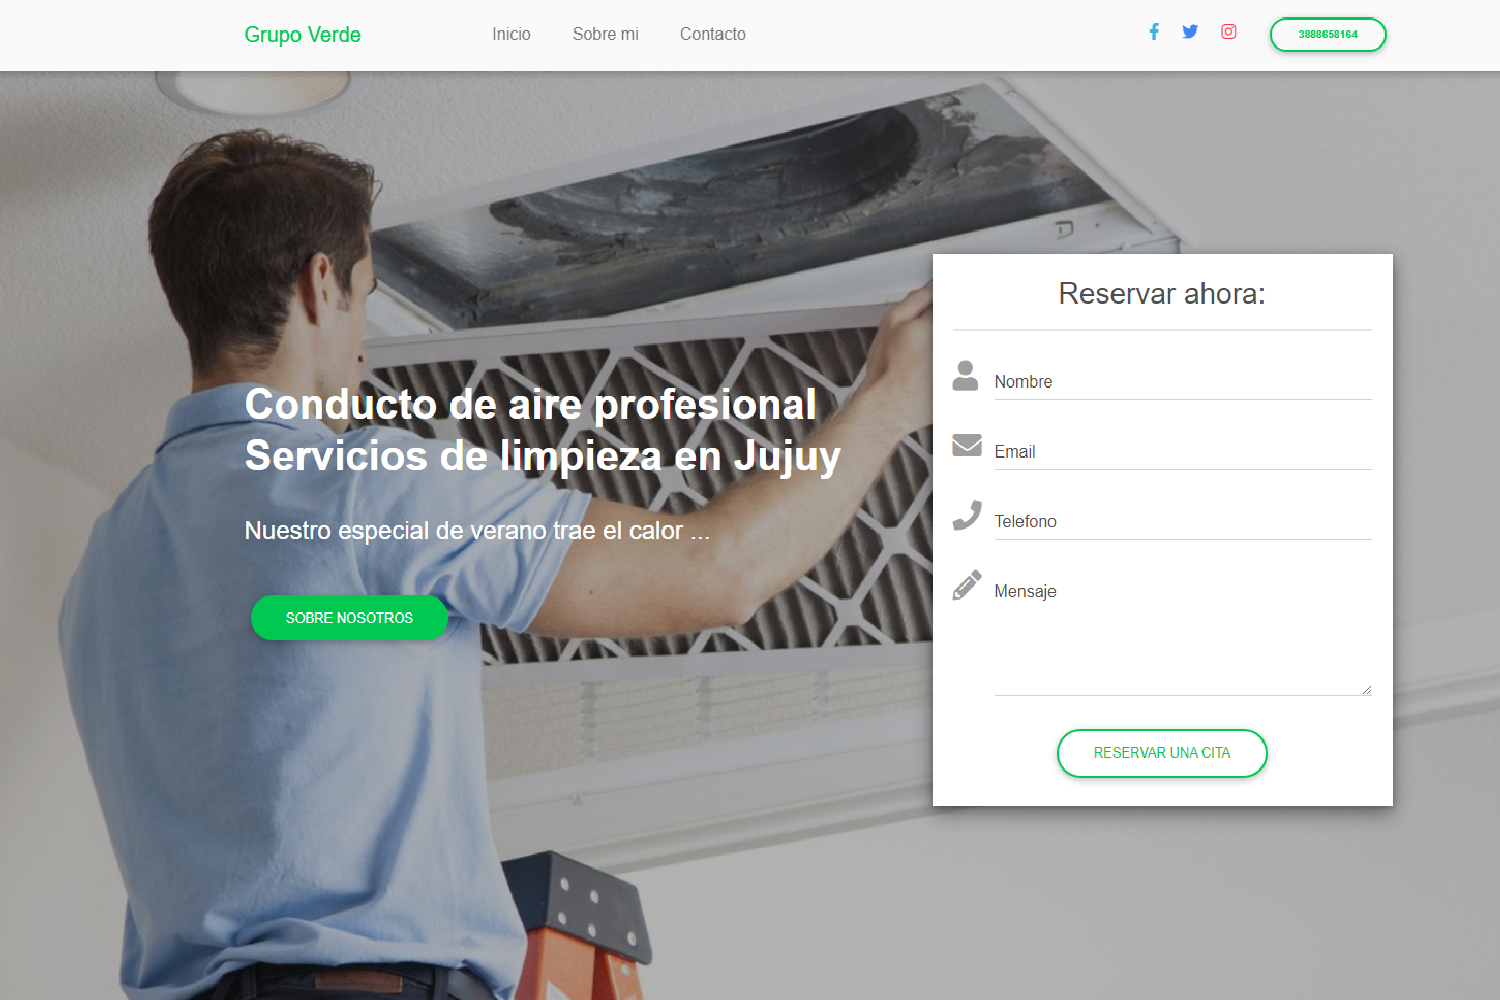 Grupo Verde
Inicio
Sobre mi
Contacto
3888658164
Conducto de aire profesional
Servicios de limpieza en Jujuy
Nuestro especial de verano trae el calor ...
SOBRE NOSOTROS
Reservar ahora:
Nombre
Email
Telefono
Mensaje
RESERVAR UNA CITA